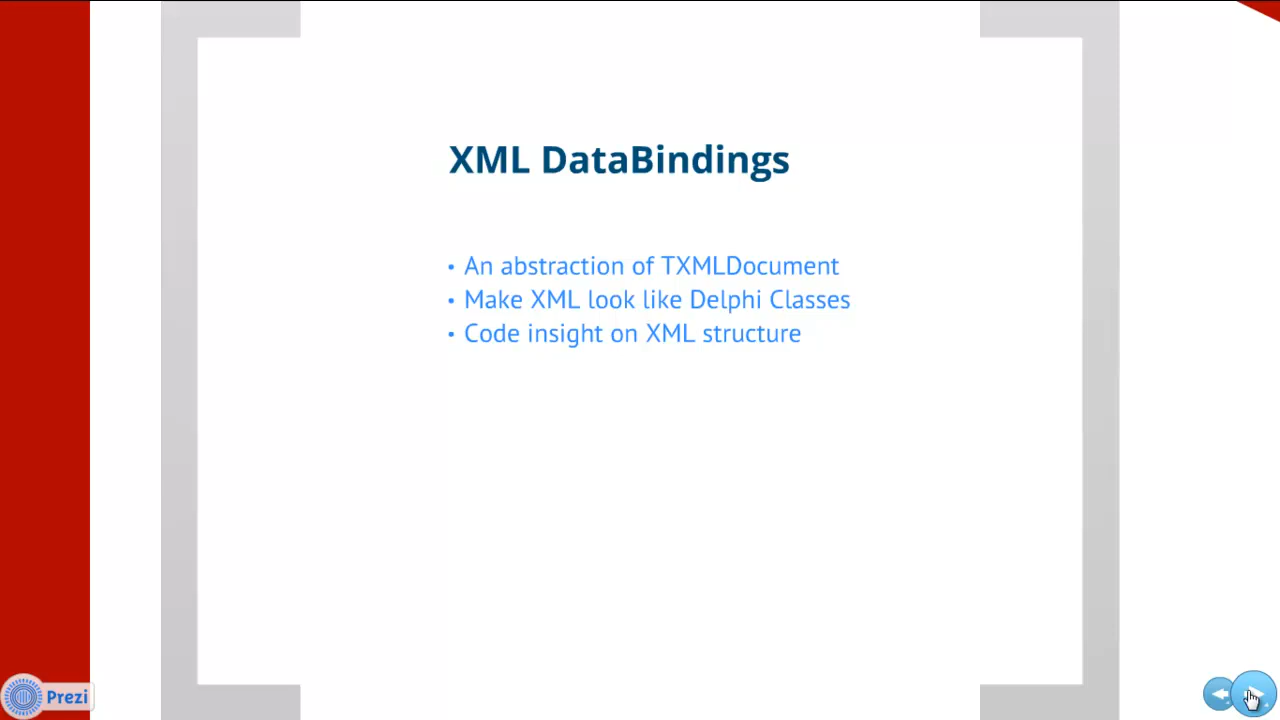 XML DataBindings
• An abstraction of TXMLDocument
• Make XML look like Delphi Classes
• Code insight on XML structure
Prezi